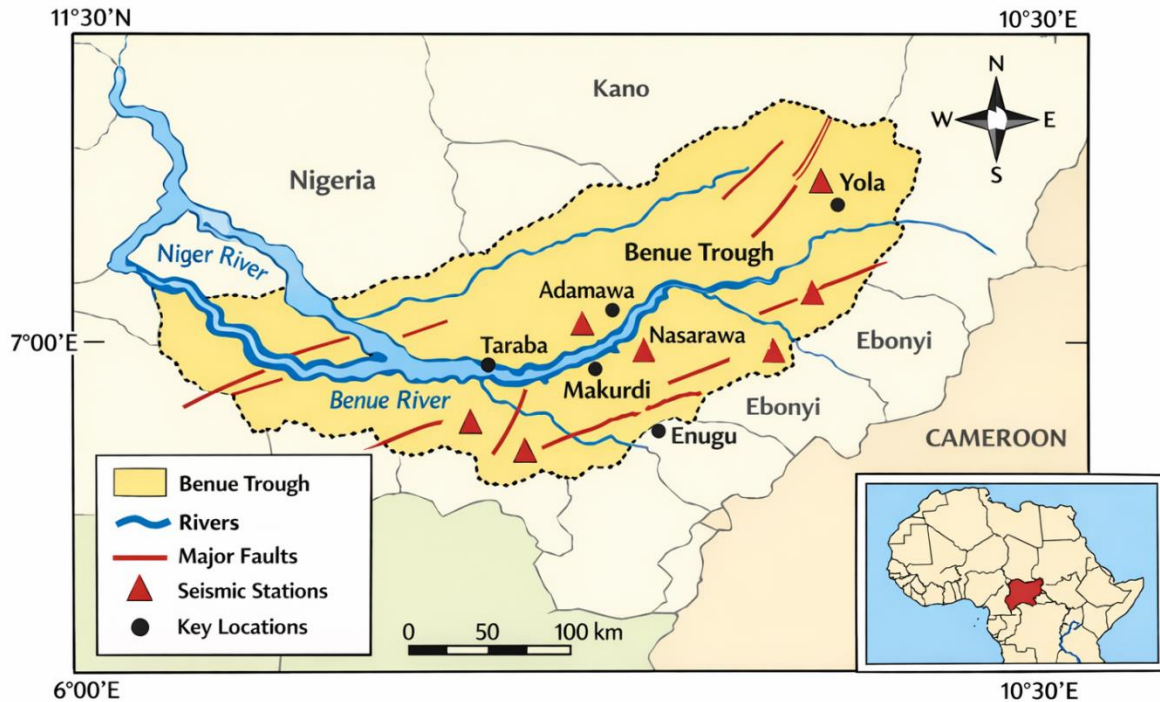 11°30’N
10°30’E
Kano
N
W
E
S
Nigeria
Yola
Niger River
Benue Trough
Adamawa
7°00’E
Taraba
Nasarawa
Ebonyi
Benue River
Makurdi
Ebonyi
Enugu
CAMEROON
Benue Trough
Rivers
Major Faults
Seismic Stations
Key Locations
0 50 100 km
6°00’E
10°30’E